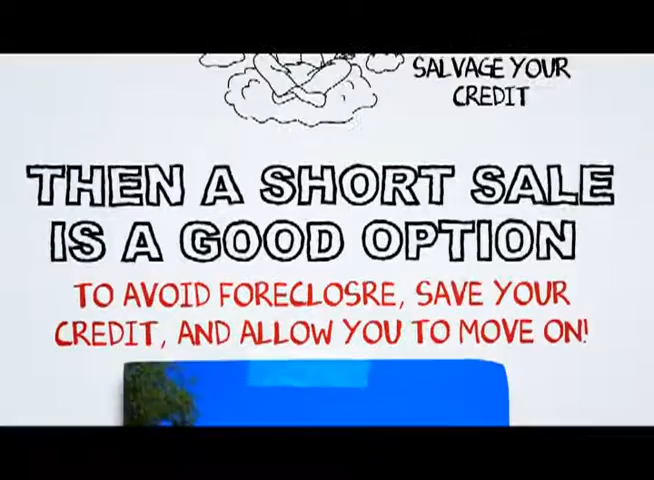 SALVAGE YOUR
CREDIT
THEN A SHORT SALE
IS A GOOD OPTION
TO AVOID FORECLOSRE, SAVE YOUR
CREDIT, AND ALLOW YOU TO MOVE ON!